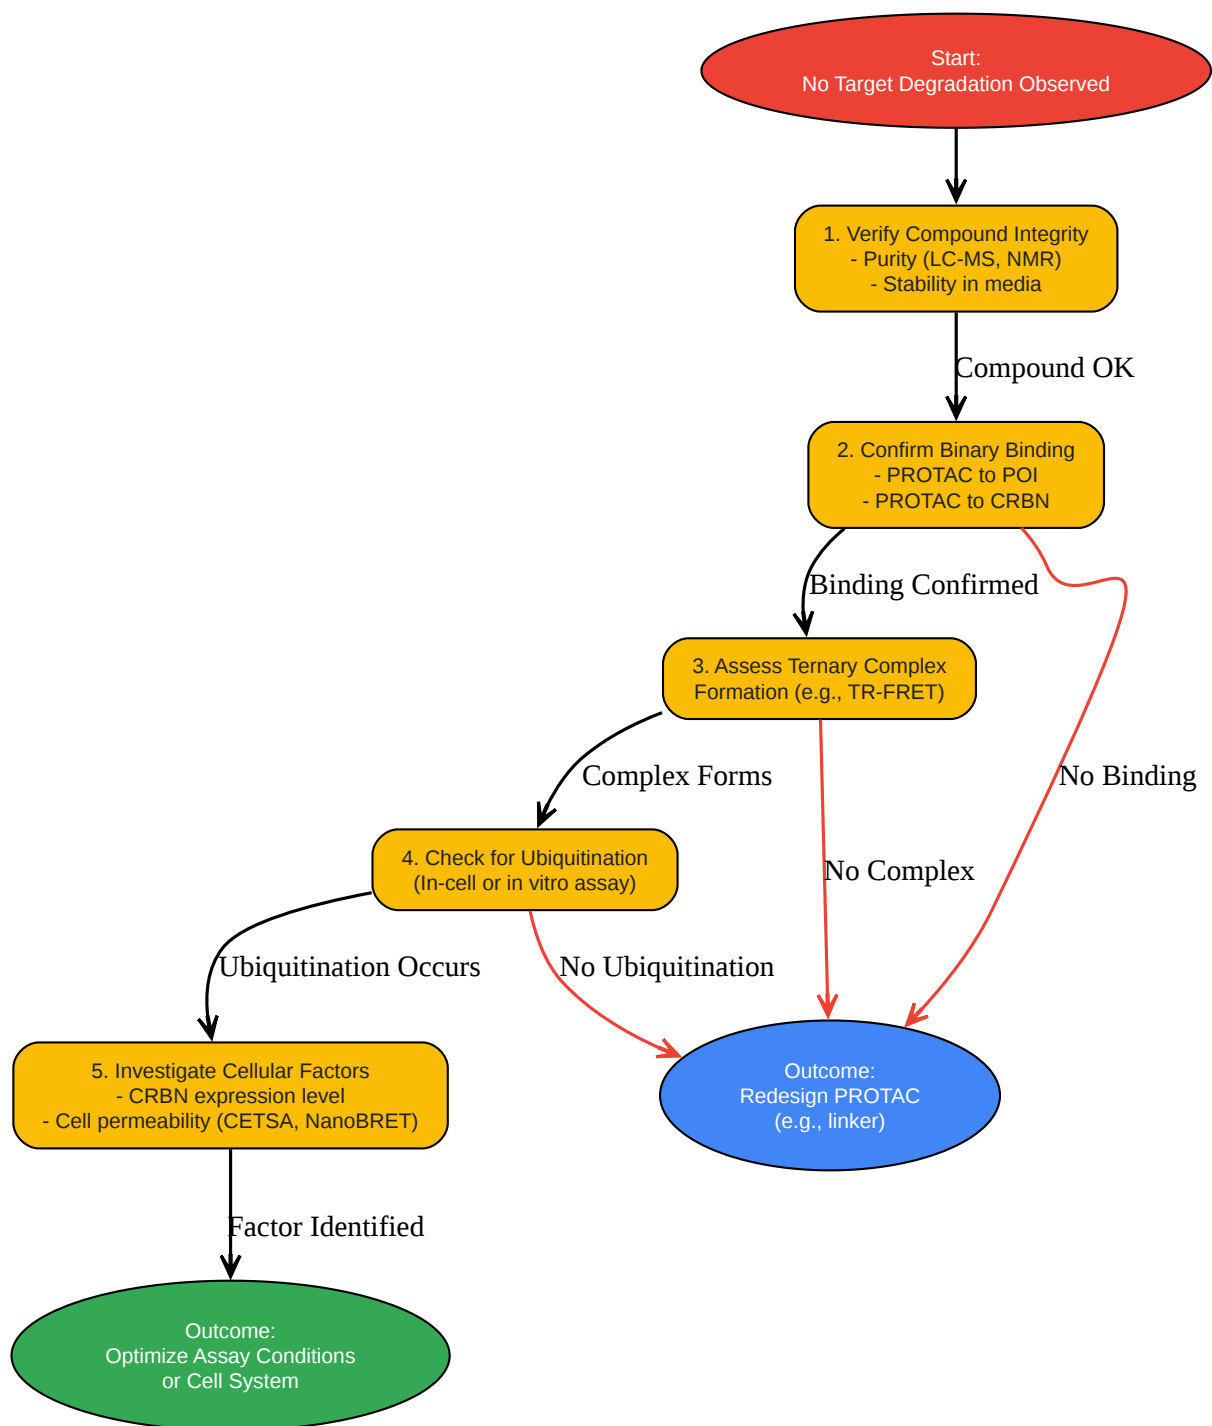 Start:
No Target Degradation Observed
1. Verify Compound Integrity
- Purity (LC-MS, NMR)
- Stability in media
Compound OK
2. Confirm Binary Binding
- PROTAC to POI
- PROTAC to CRBN
Binding Confirmed
3. Assess Ternary Complex
Formation (e.g., TR-FRET)
Complex Forms
No Binding
4. Check for Ubiquitination
(In-cell or in vitro assay)
No Complex
Ubiquitination Occurs
No Ubiquitination
5. Investigate Cellular Factors
- CRBN expression level
- Cell permeability (CETSA, NanoBRET)
Outcome:
Redesign PROTAC
(e.g., linker)
Factor Identified
Outcome:
Optimize Assay Conditions
or Cell System